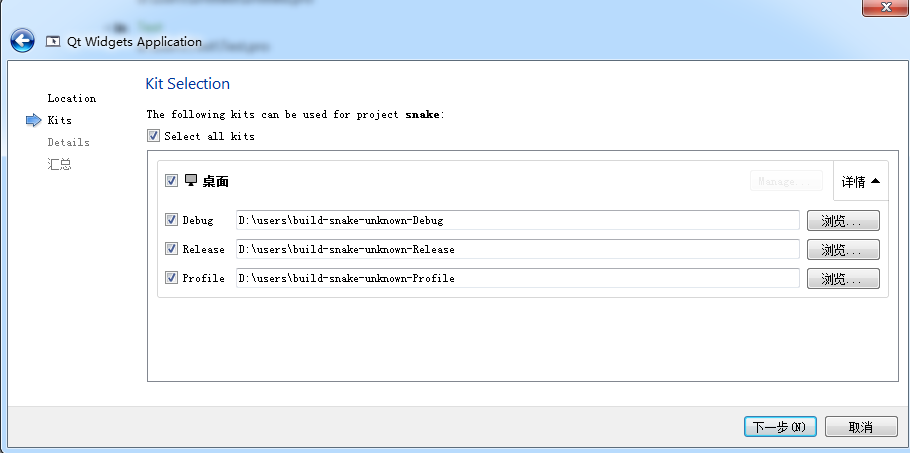 Qt Widgets Application
Kit Selection
Location
Kits
Details
汇总
The following kits can be used for project snake:
Select all kits
桌面
Manage...
详情
Debug
D:\users\build-snake-unknown-Debug
浏览...
Release
D:\users\build-snake-unknown-Release
浏览...
Profile
D:\users\build-snake-unknown-Profile
浏览...
下一步(N)
取消